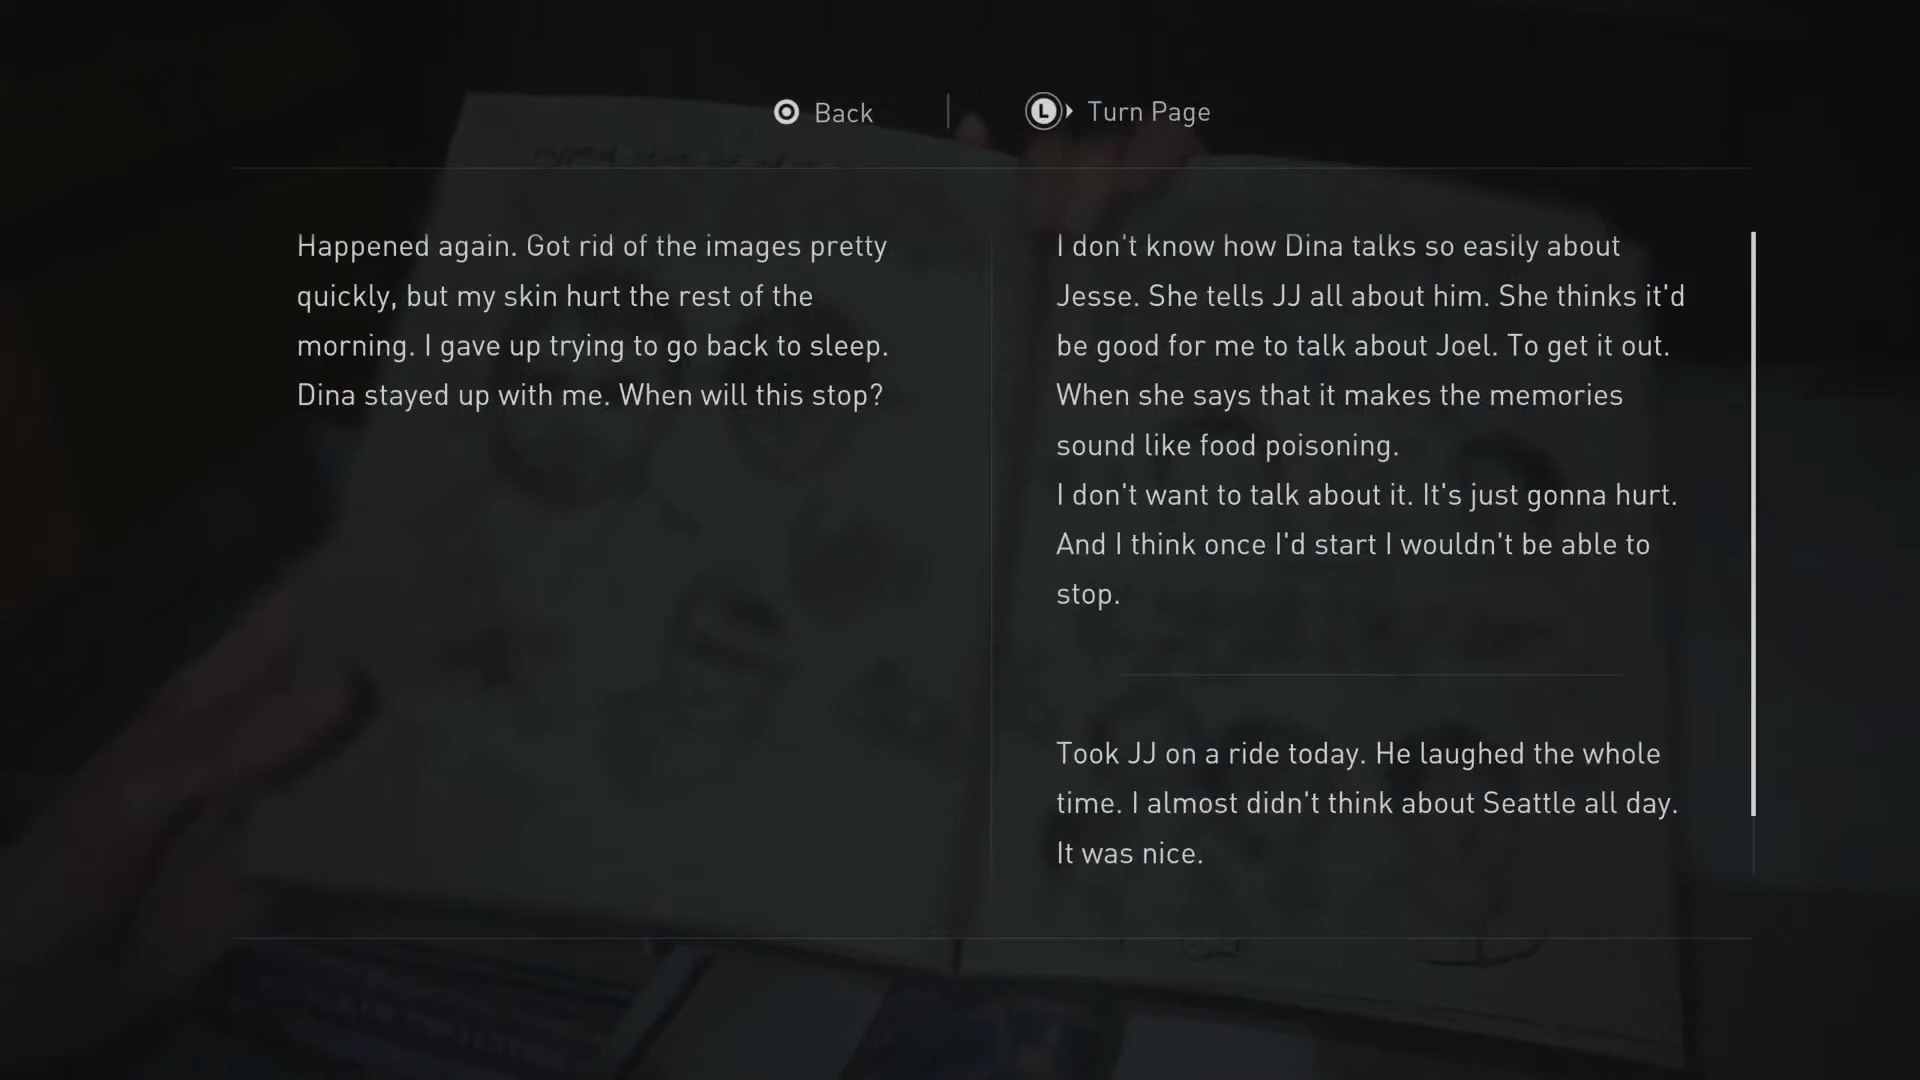 Back
L Turn Page
Happened again. Got rid of the images pretty
quickly, but my skin hurt the rest of the
morning. I gave up trying to go back to sleep.
Dina stayed up with me. When will this stop?
I don't know how Dina talks so easily about
Jesse. She tells JJ all about him. She thinks it'd
be good for me to talk about Joel. To get it out.
When she says that it makes the memories
sound like food poisoning.
I don't want to talk about it. It's just gonna hurt.
And I think once I'd start I wouldn't be able to
stop.
Took JJ on a ride today. He laughed the whole
time. I almost didn't think about Seattle all day.
It was nice.